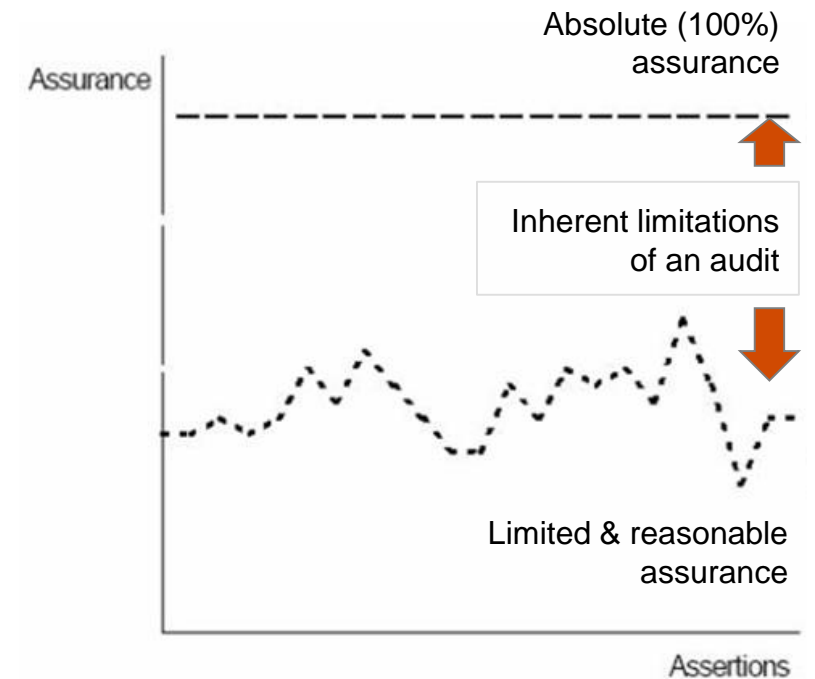 Absolute (100%)
assurance
Assurance
Inherent limitations
of an audit
Limited & reasonable
assurance
Assertions